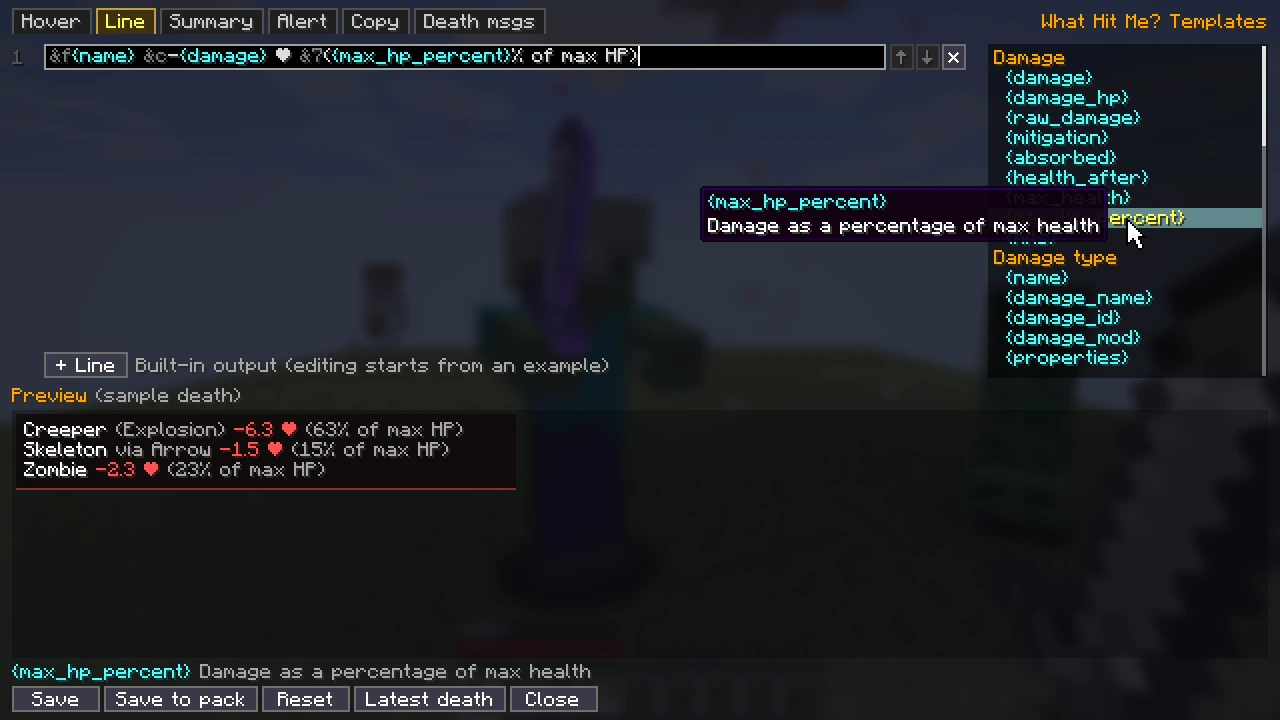 Hover Line Summary Alert Copy Death msgs What Hit Me? Templates
1 &f{name} &c-{damage} ♥ &7({max_hp_percent}% of max HP)
Damage
{damage}
{damage_hp}
{raw_damage}
{mitigation}
{absorbed}
{health_after}
{max_hp_percent}
Damage as a percentage of max health
Damage type
{name}
{damage_name}
{damage_id}
{damage_mod}
{properties}
+ Line Built-in output (editing starts from an example)
Preview (sample death)
Creeper (Explosion) -6.3 ♥ (63% of max HP)
Skeleton via Arrow -1.5 ♥ (15% of max HP)
Zombie -2.3 ♥ (23% of max HP)
{max_hp_percent} Damage as a percentage of max health
Save Save to pack Reset Latest death Close